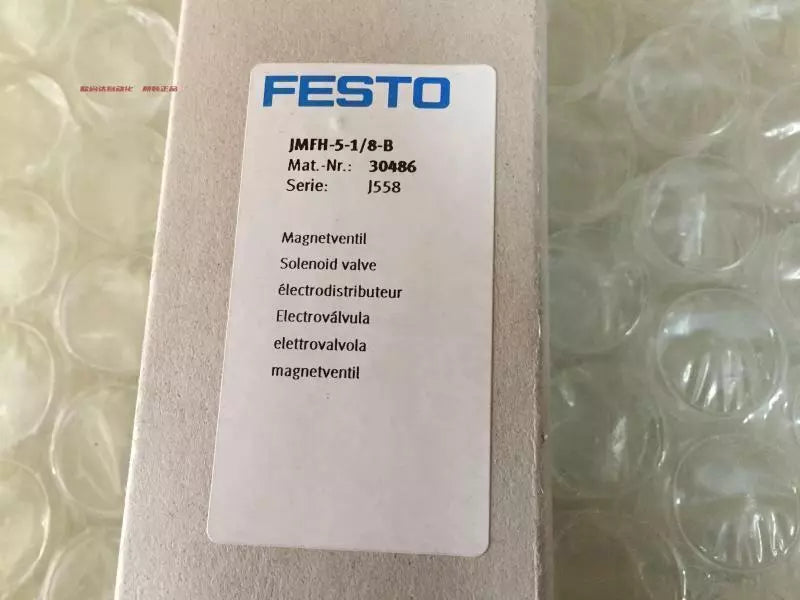 FESTO
JMFH-5-1/8-B
Mat.-Nr.: 30486
Serie: J558
Magnetventil
Solenoid valve
électrodistributeur
Electroválvula
elettrovalvola
magnetventil